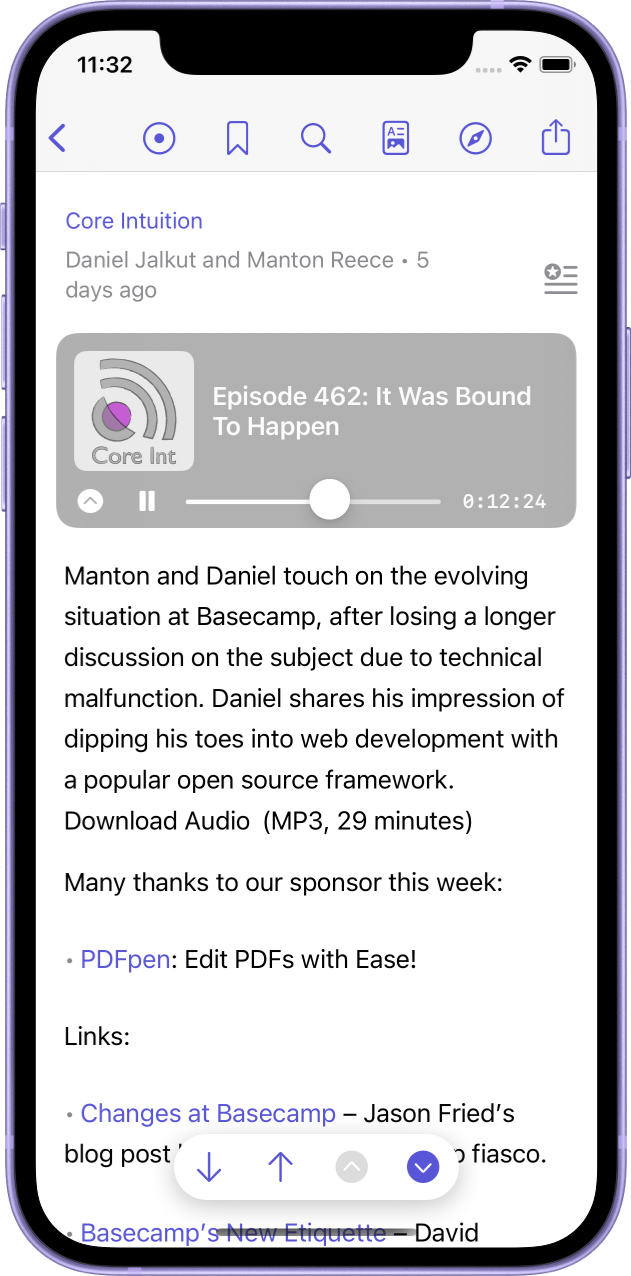 11:32
Core Intuition
Daniel Jalkut and Manton Reece • 5
days ago
Episode 462: It Was Bound
To Happen
Core Int
0:12:24
Manton and Daniel touch on the evolving
situation at Basecamp, after losing a longer
discussion on the subject due to technical
malfunction. Daniel shares his impression of
dipping his toes into web development with
a popular open source framework.
Download Audio (MP3, 29 minutes)
Many thanks to our sponsor this week:
• PDFpen: Edit PDFs with Ease!
Links:
• Changes at Basecamp – Jason Fried’s
blog post fiasco.
• Basecamp’s New Etiquette – David